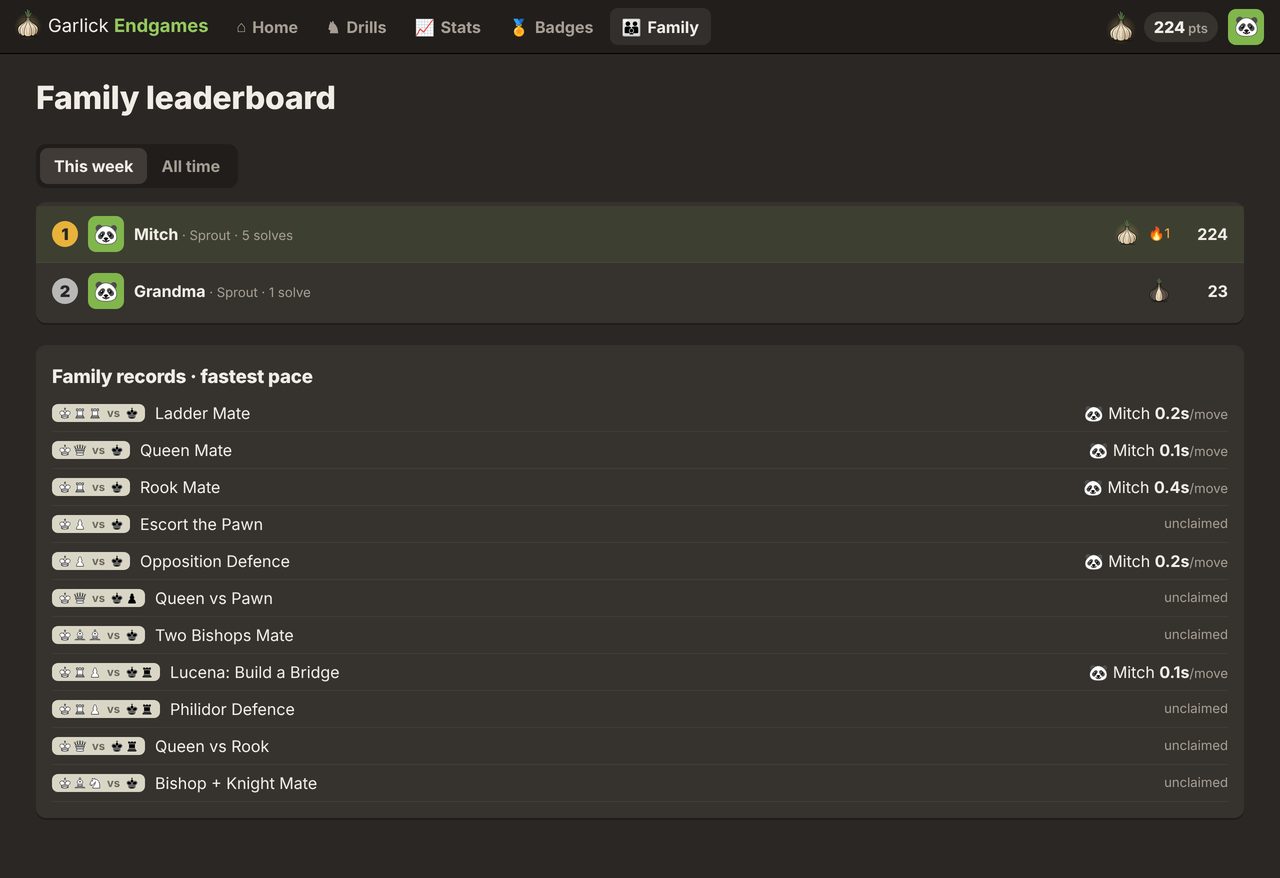 Garlick Endgames Home Drills Stats Badges Family 224 pts
Family leaderboard
This week All time
1 Mitch · Sprout · 5 solves 🔥1 224
2 Grandma · Sprout · 1 solve 23
Family records · fastest pace
vs Ladder Mate Mitch 0.2s/move
vs Queen Mate Mitch 0.1s/move
vs Rook Mate Mitch 0.4s/move
vs Escort the Pawn unclaimed
vs Opposition Defence Mitch 0.2s/move
vs Queen vs Pawn unclaimed
vs Two Bishops Mate unclaimed
vs Lucena: Build a Bridge Mitch 0.1s/move
vs Philidor Defence unclaimed
vs Queen vs Rook unclaimed
vs Bishop + Knight Mate unclaimed